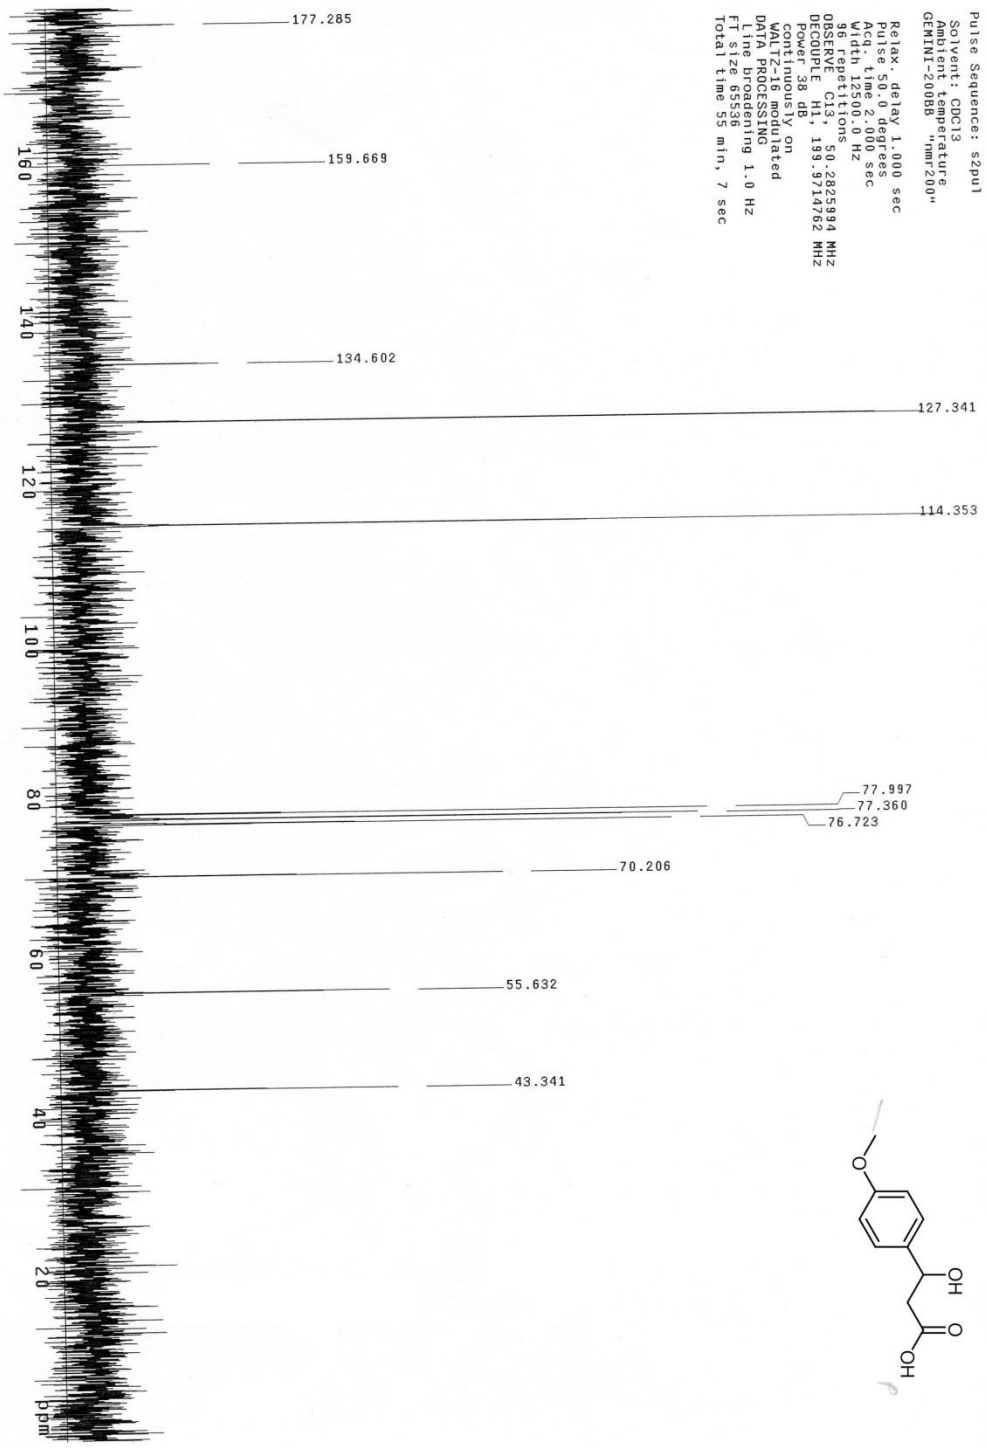 Pulse Sequence: s2pul
Solvent: CDCl3
Ambient temperature
GEMINI-200BB "nmr200"
Relax. delay 1.000 sec
Pulse 50.0 degrees
Acq. time 2.000 sec
Width 12500.0 Hz
96 repetitions
OBSERVE C13, 50.2825994 MHz
DECOUPLE H1, 199.9714762 MHz
Power 38 dB
continuously on
WALTZ-16 modulated
DATA PROCESSING
Line broadening 1.0 Hz
FT size 65536
Total time 55 min, 7 sec
177.285
159.669
134.602
127.341
114.353
77.997
77.360
76.723
70.206
55.632
43.341
160
140
120
100
80
60
40
20
ppm
O
OH
O
OH